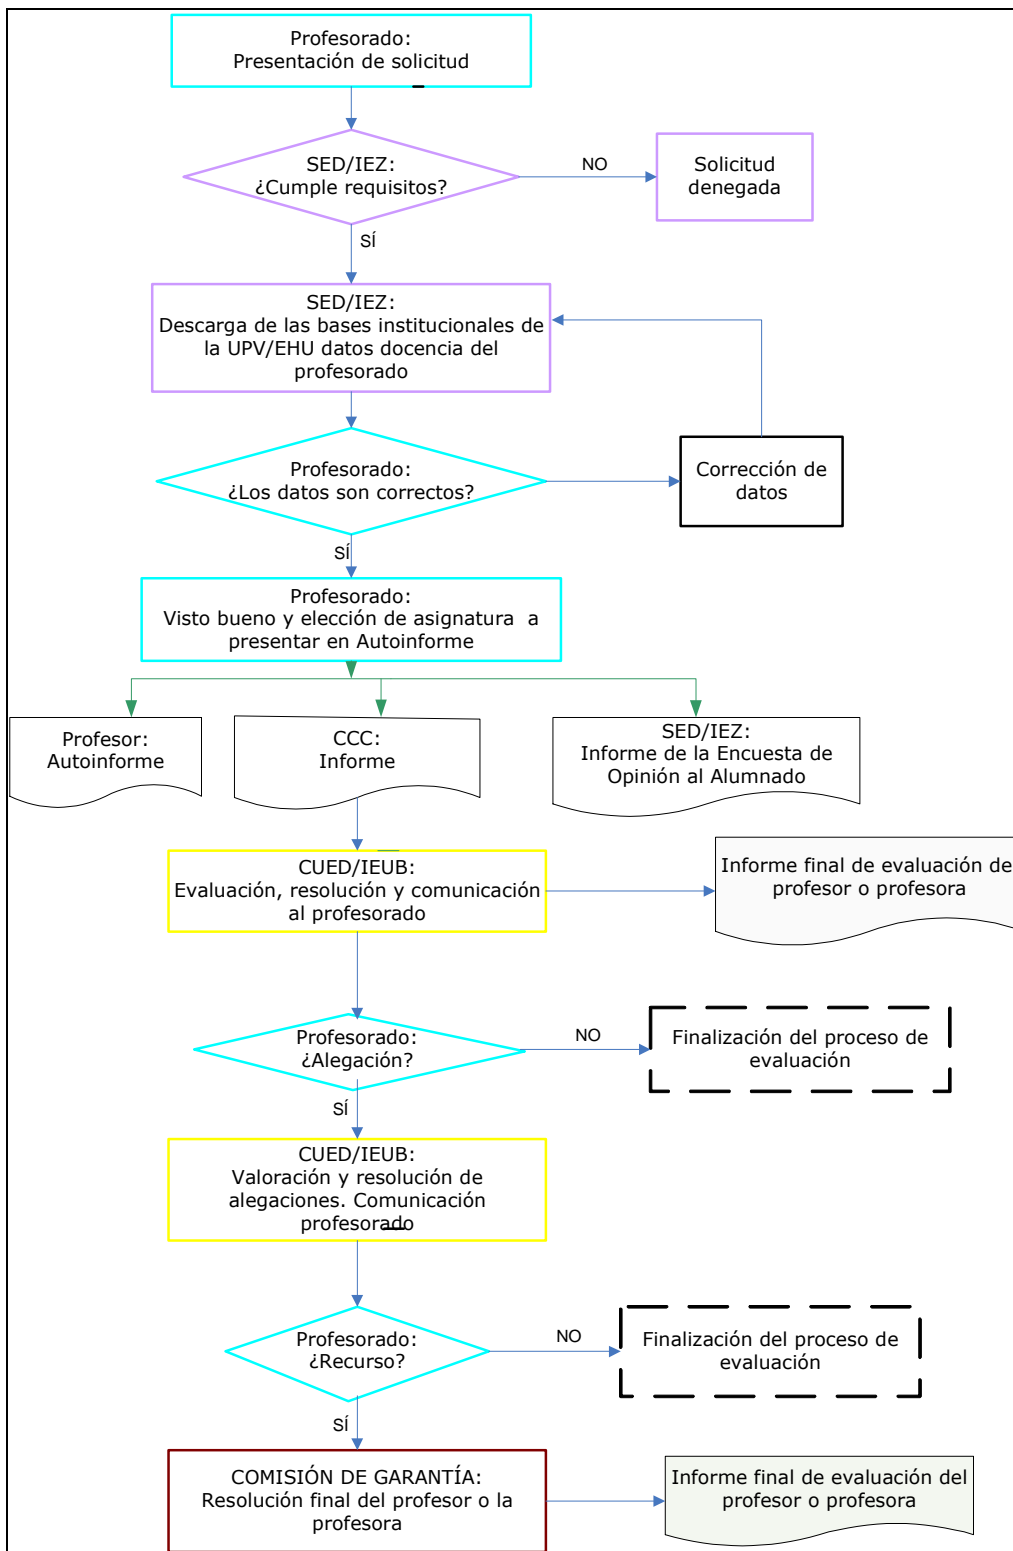 Profesorado:
Presentación de solicitud
SED/IEZ:
¿Cumple requisitos?
NO
Solicitud
denegada
SÍ
SED/IEZ:
Descarga de las bases institucionales de
la UPV/EHU datos docencia del
profesorado
Profesorado:
¿Los datos son correctos?
Corrección de
datos
SÍ
Profesorado:
Visto bueno y elección de asignatura a
presentar en Autoinforme
Profesor:
Autoinforme
CCC:
Informe
SED/IEZ:
Informe de la Encuesta de
Opinión al Alumnado
CUED/IEUB:
Evaluación, resolución y comunicación
al profesorado
Informe final de evaluación de
profesor o profesora
Profesorado:
¿Alegación?
NO
Finalización del proceso de
evaluación
SÍ
CUED/IEUB:
Valoración y resolución de
alegaciones. Comunicación
profesorado
Profesorado:
¿Recurso?
NO
Finalización del proceso de
evaluación
SÍ
COMISIÓN DE GARANTÍA:
Resolución final del profesor o la
profesora
Informe final de evaluación del
profesor o profesora